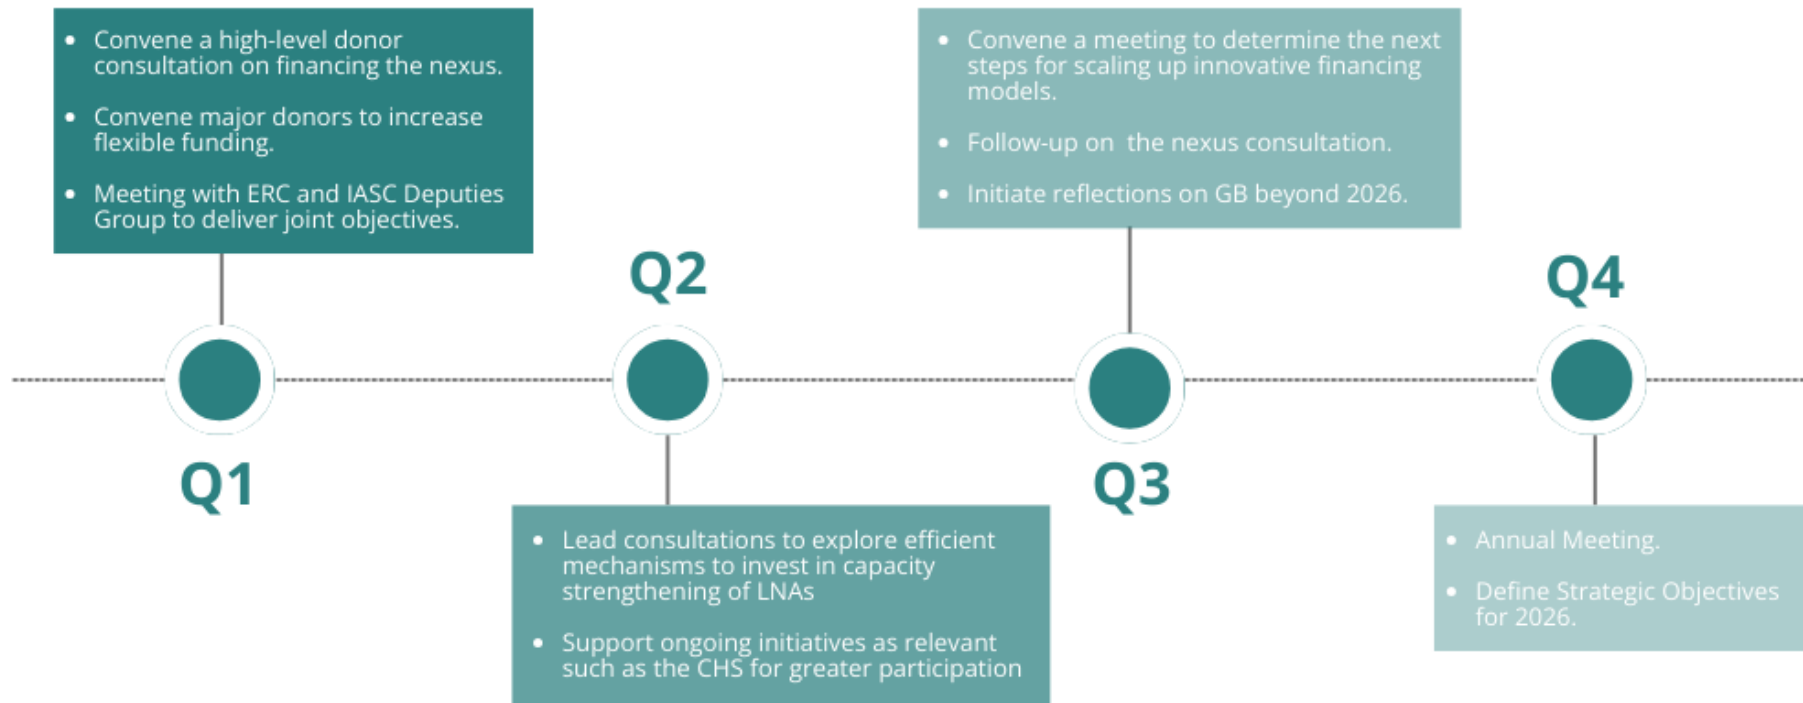 • Convene a high-level donor
consultation on financing the nexus.
• Convene major donors to increase
flexible funding.
• Meeting with ERC and IASC Deputies
Group to deliver joint objectives.
Q1
Q2
• Lead consultations to explore efficient
mechanisms to invest in capacity
strengthening of LNAs
• Support ongoing initiatives as relevant
such as the CHS for greater participation
• Convene a meeting to determine the next
steps for scaling up innovative financing
models.
• Follow-up on  the nexus consultation.
• Initiate reflections on GB beyond 2026.
Q3
Q4
• Annual Meeting.
• Define Strategic Objectives
for 2026.